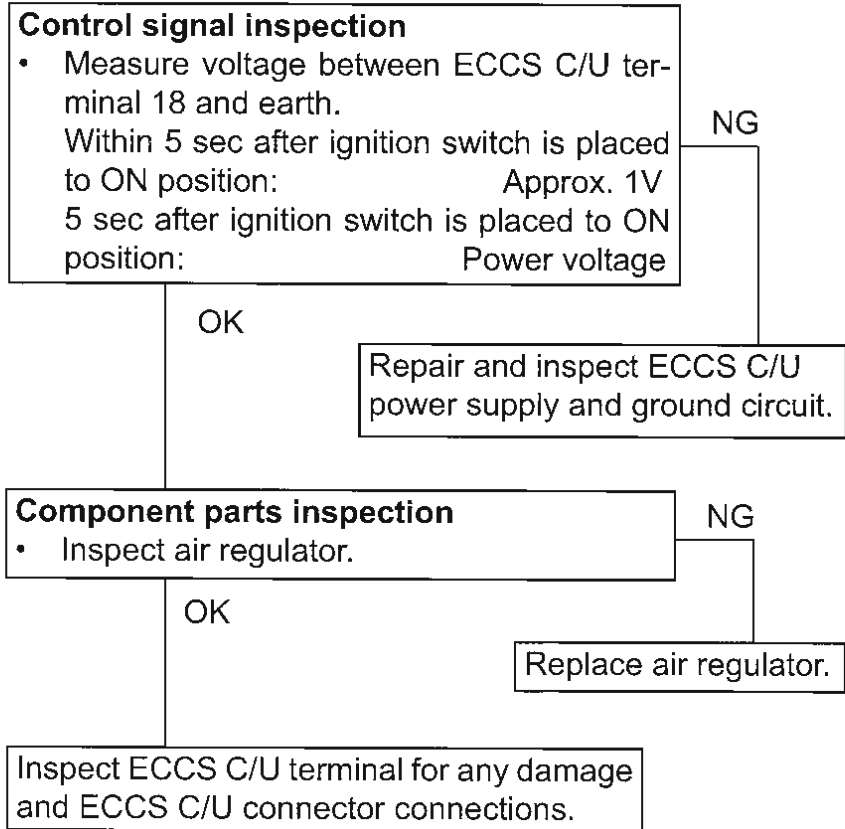 Control signal inspection
• Measure voltage between ECCS C/U ter-
minal 18 and earth.
Within 5 sec after ignition switch is placed
to ON position: Approx. 1V
5 sec after ignition switch is placed to ON
position: Power voltage
NG
OK
Repair and inspect ECCS C/U
power supply and ground circuit.
Component parts inspection
• Inspect air regulator.
NG
OK
Replace air regulator.
Inspect ECCS C/U terminal for any damage
and ECCS C/U connector connections.